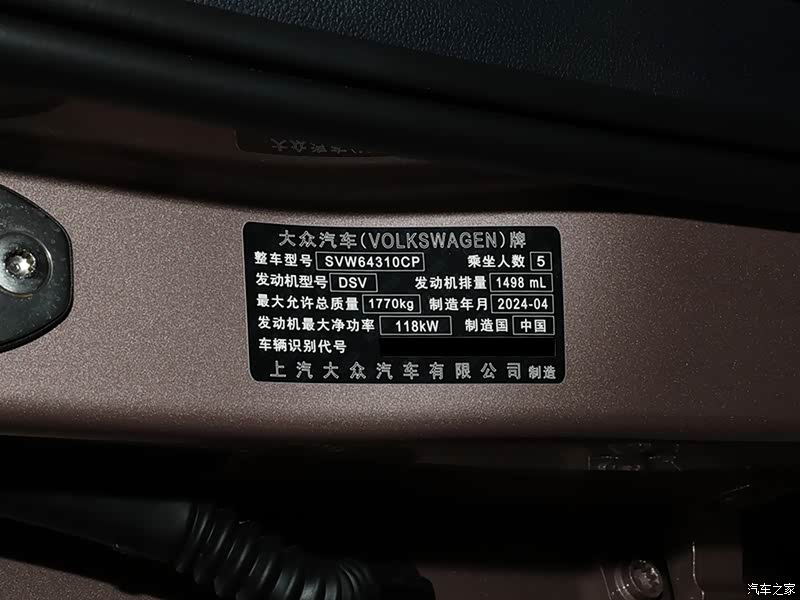 大众汽车(VOLKSWAGEN)牌
整车型号 SVW64310CP 乘坐人数 5
发动机型号 DSV 发动机排量 1498 mL
最大允许总质量 1770kg 制造年月 2024-04
发动机最大净功率 118kW 制造国 中国
车辆识别代号
上汽大众汽车有限公司 制造
汽车之家